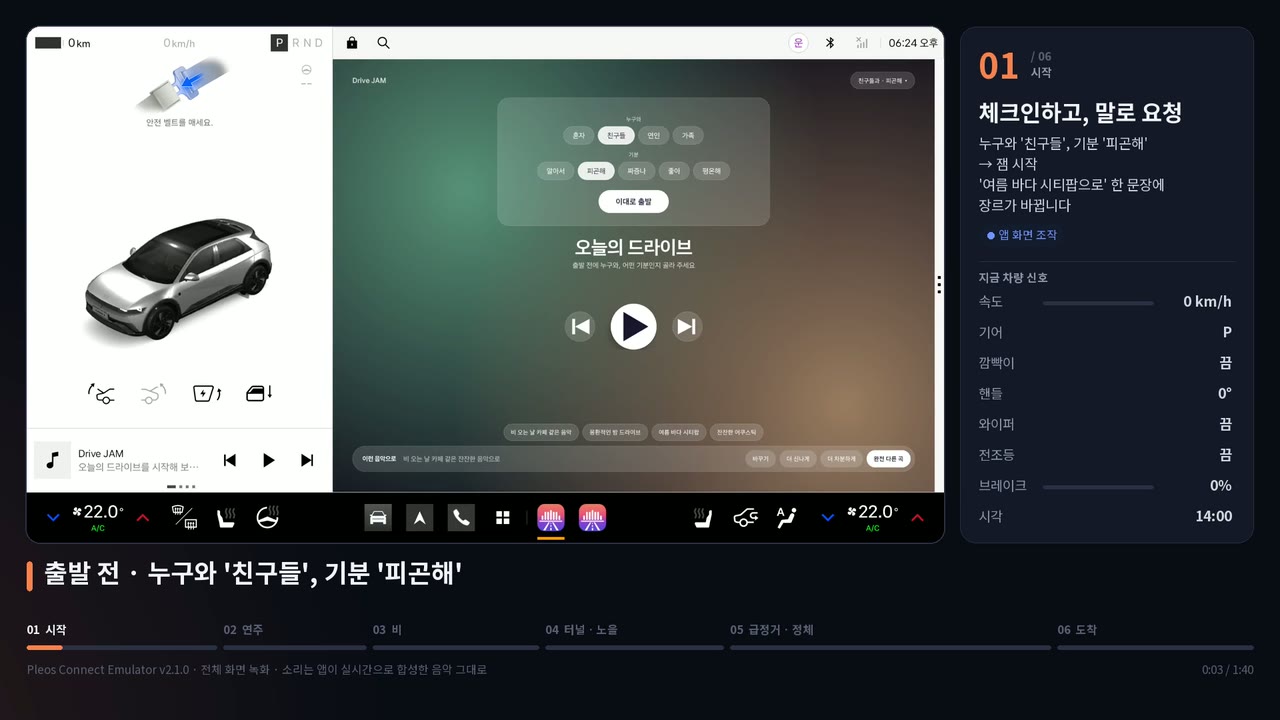 0 km
0 km/h
P R N D
안전 벨트를 매세요.
Drive JAM
오늘의 드라이브를 시작해 보…
운
06:24 오후
Drive JAM
친구들과 · 피곤해
누구와
혼자
친구들
연인
가족
기분
알아서
피곤해
짜증나
좋아
평온해
이대로 출발
오늘의 드라이브
출발 전에 누구와, 어떤 기분인지 골라 주세요
비 오는 날 카페 같은 음악
몽환적인 밤 드라이브
여름 바다 시티팝
잔잔한 어쿠스틱
이런 음악으로
비 오는 날 카페 같은 잔잔한 음악으로
바꾸기
더 신나게
더 차분하게
완전 다른 곡
22.0°
A/C
A
22.0°
A/C
01 / 06
시작
체크인하고, 말로 요청
누구와 '친구들', 기분 '피곤해'
→ 잼 시작
'여름 바다 시티팝으로' 한 문장에
장르가 바뀝니다
앱 화면 조작
지금 차량 신호
속도 0 km/h
기어 P
깜빡이 끔
핸들 0°
와이퍼 끔
전조등 끔
브레이크 0%
시각 14:00
출발 전 · 누구와 '친구들', 기분 '피곤해'
01 시작
02 연주
03 비
04 터널 · 노을
05 급정거 · 정체
06 도착
Pleos Connect Emulator v2.1.0 · 전체 화면 녹화 · 소리는 앱이 실시간으로 합성한 음악 그대로
0:03 / 1:40